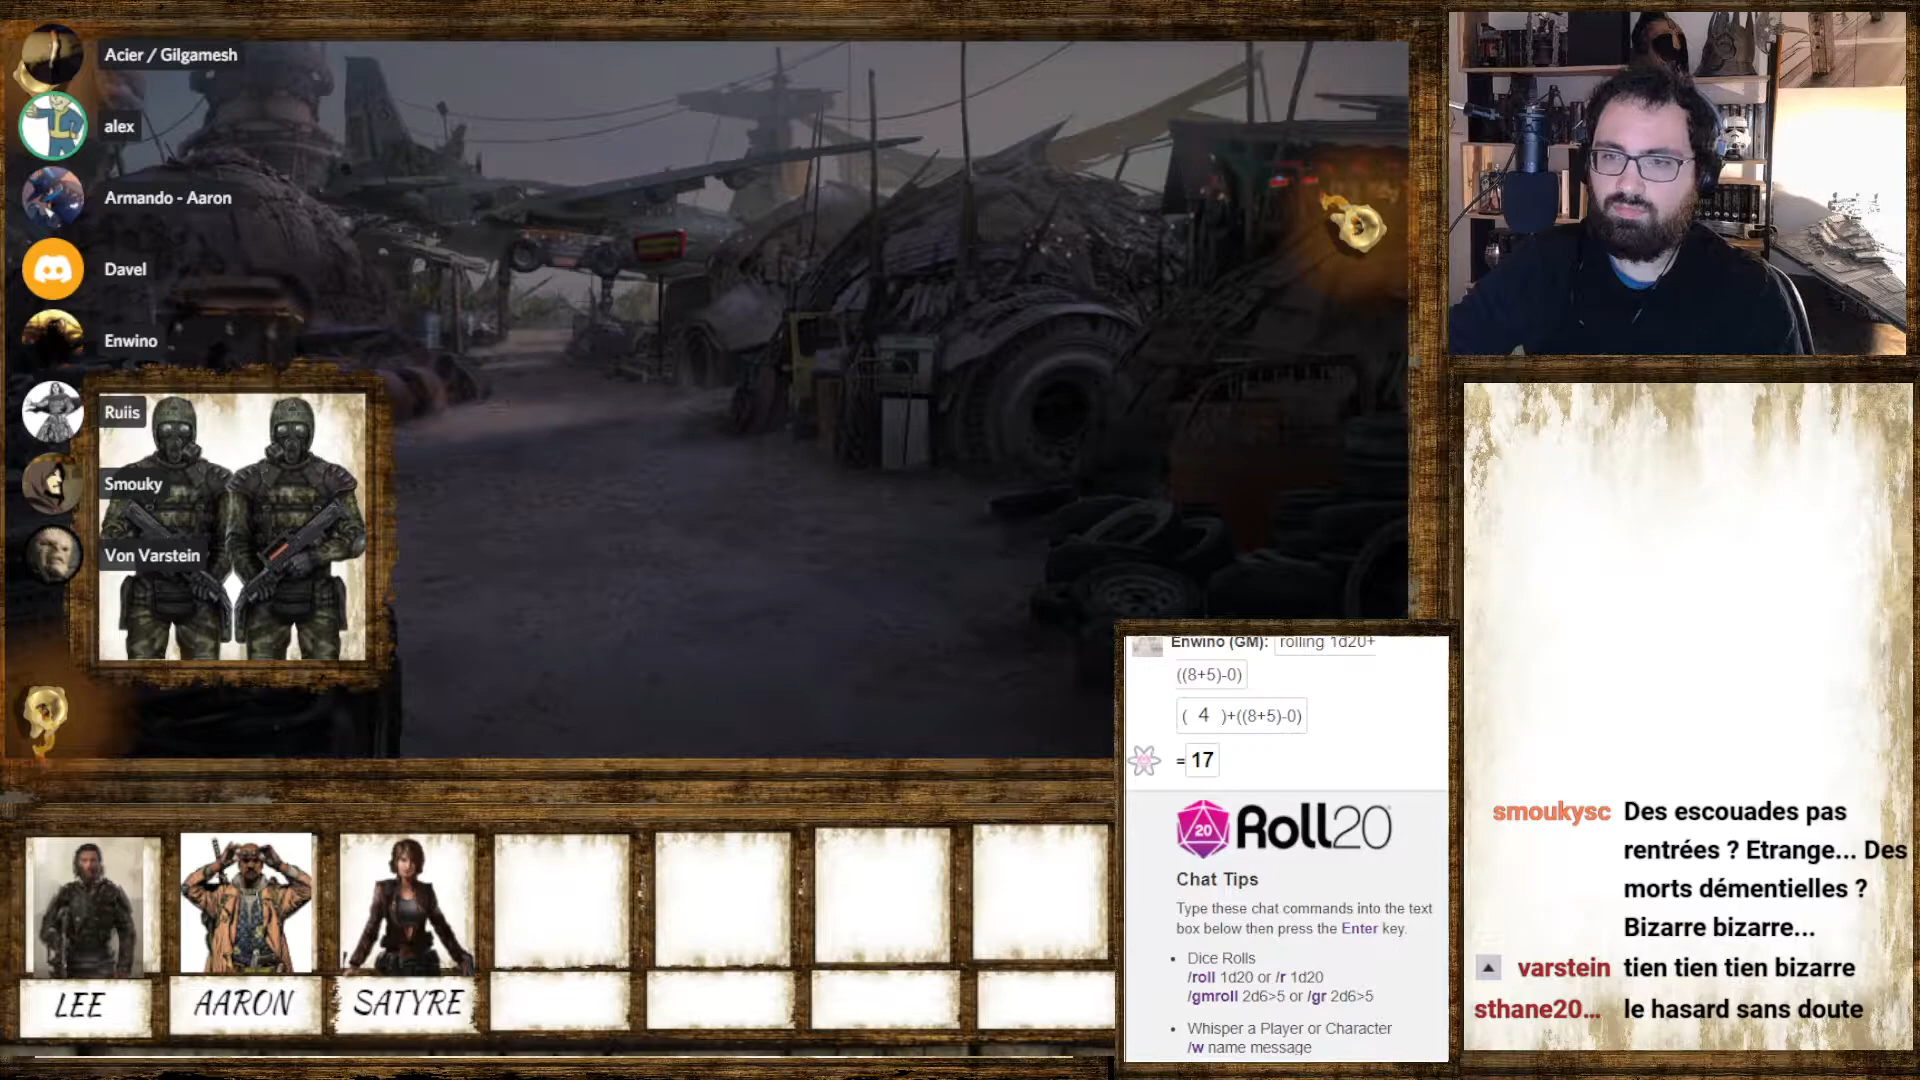 Acier / Gilgamesh
alex
Armando - Aaron
Davel
Enwino
Ruiis
Smouky
Von Varstein
LEE
AARON
SATYRE
Enwino (GM): rolling 1d20+
((8+5)-0)
( 4 )+((8+5)-0)
=17
20 Roll20
Chat Tips
Type these chat commands into the text
box below then press the Enter key.
• Dice Rolls
/roll 1d20 or /r 1d20
/gmroll 2d6>5 or /gr 2d6>5
• Whisper a Player or Character
/w name message
smoukysc Des escouades pas
rentrées ? Etrange... Des
morts démentielles ?
Bizarre bizarre...
varstein tien tien tien bizarre
sthane20... le hasard sans doute